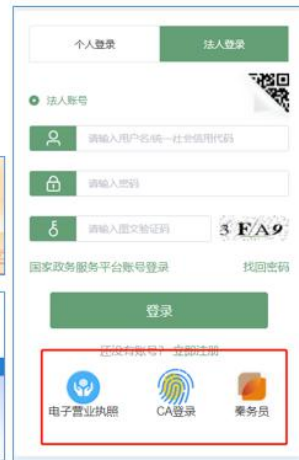 个人登录 法人登录
法人账号
请输入用户名/统一社会信用代码
请输入密码
请输入图文验证码 3 F A 9
国家政务服务平台账号登录 找回密码
登录
还没有账号？ 立即注册
电子营业执照 CA登录 秦务员